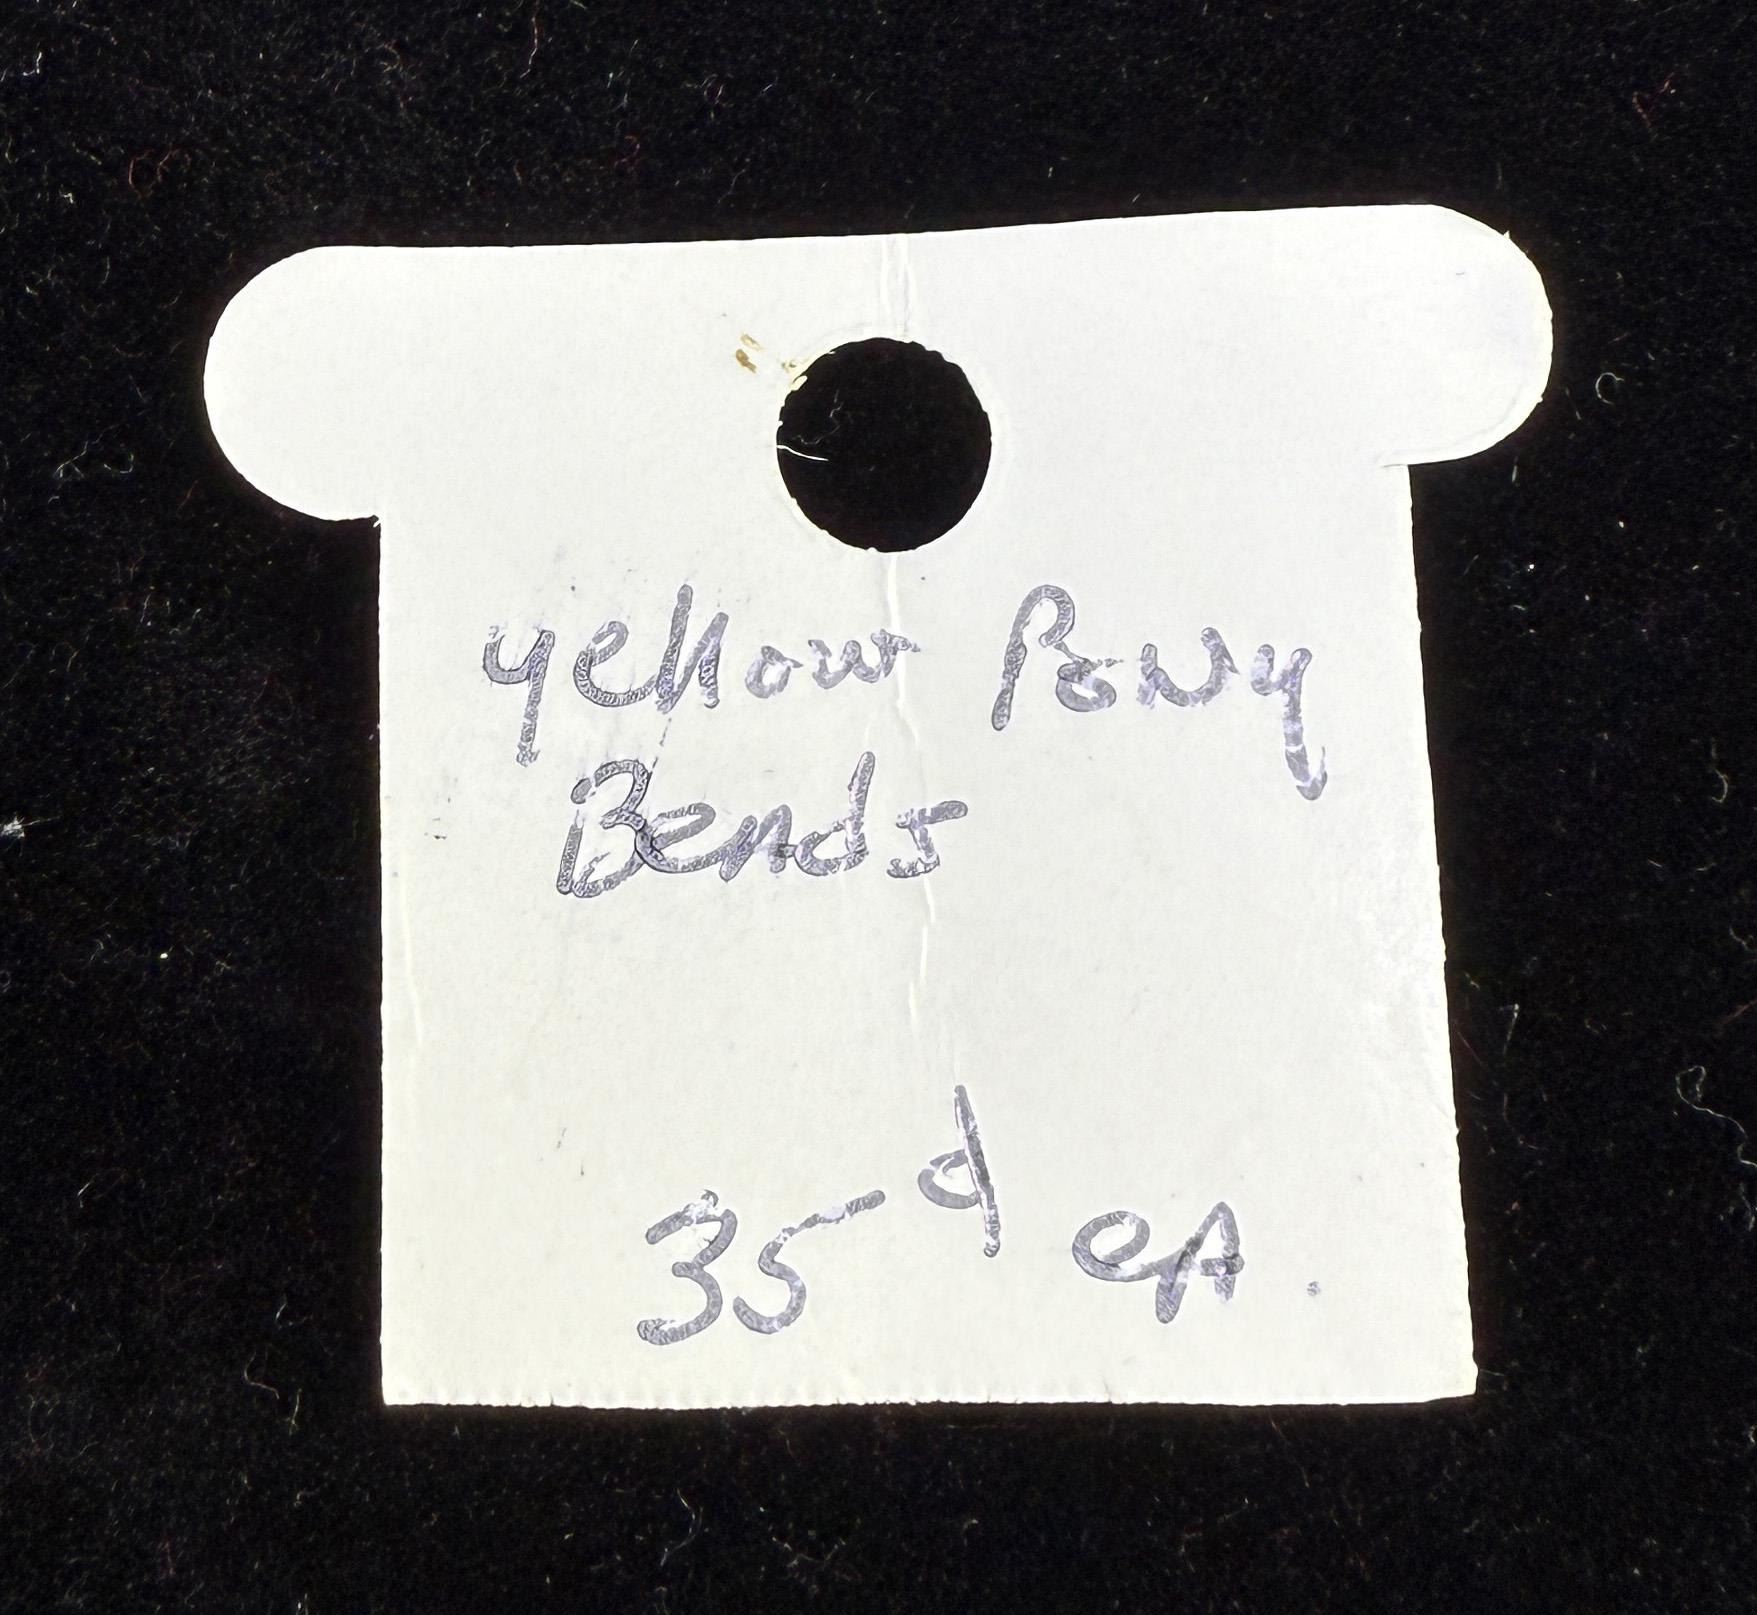 yellow Pony
Beads
35¢ eA.